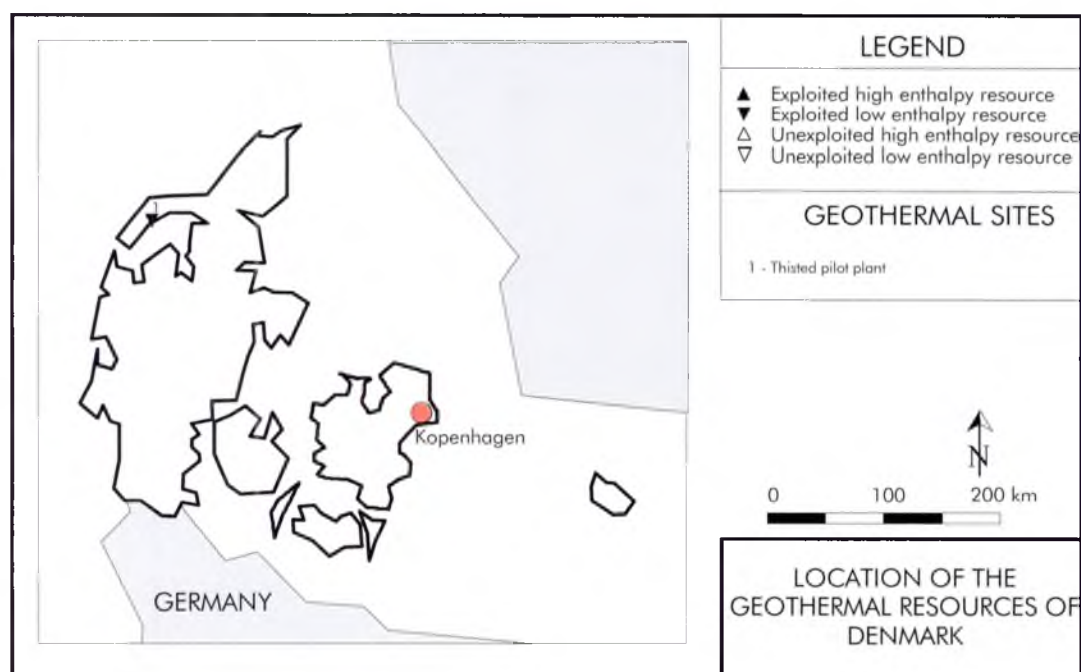 LEGEND
▲ Exploited high enthalpy resource
▼ Exploited low enthalpy resource
△ Unexploited high enthalpy resource
▽ Unexploited low enthalpy resource
GEOTHERMAL SITES
1 - Thisted pilot plant
1
Kopenhagen
GERMANY
N
0 100 200 km
LOCATION OF THE
GEOTHERMAL RESOURCES OF
DENMARK